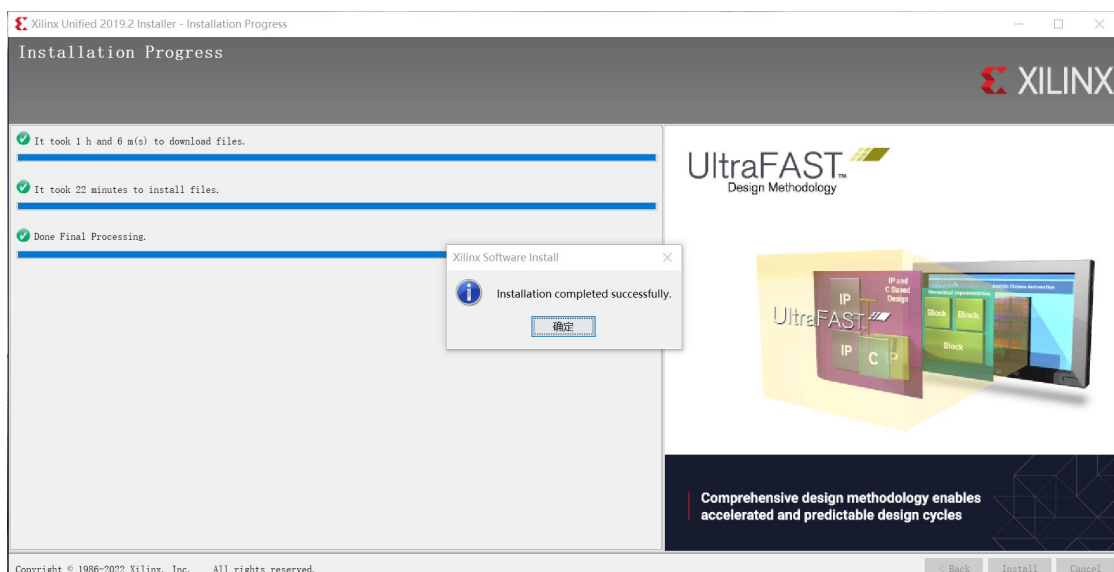 Xilinx Unified 2019.2 Installer - Installation Progress
Installation Progress
XILINX
It took 1 h and 6 m(s) to download files.
It took 22 minutes to install files.
Done Final Processing.
Xilinx Software Install
Installation completed successfully.
确定
UltraFAST™
Design Methodology
IP and
C Based
Design
IP
UltraFAST
IP
C
IP
Block
Block
Block
Comprehensive design methodology enables
accelerated and predictable design cycles
Copyright © 1986-2022 Xilinx, Inc. All rights reserved.
< Back
Install
Cancel